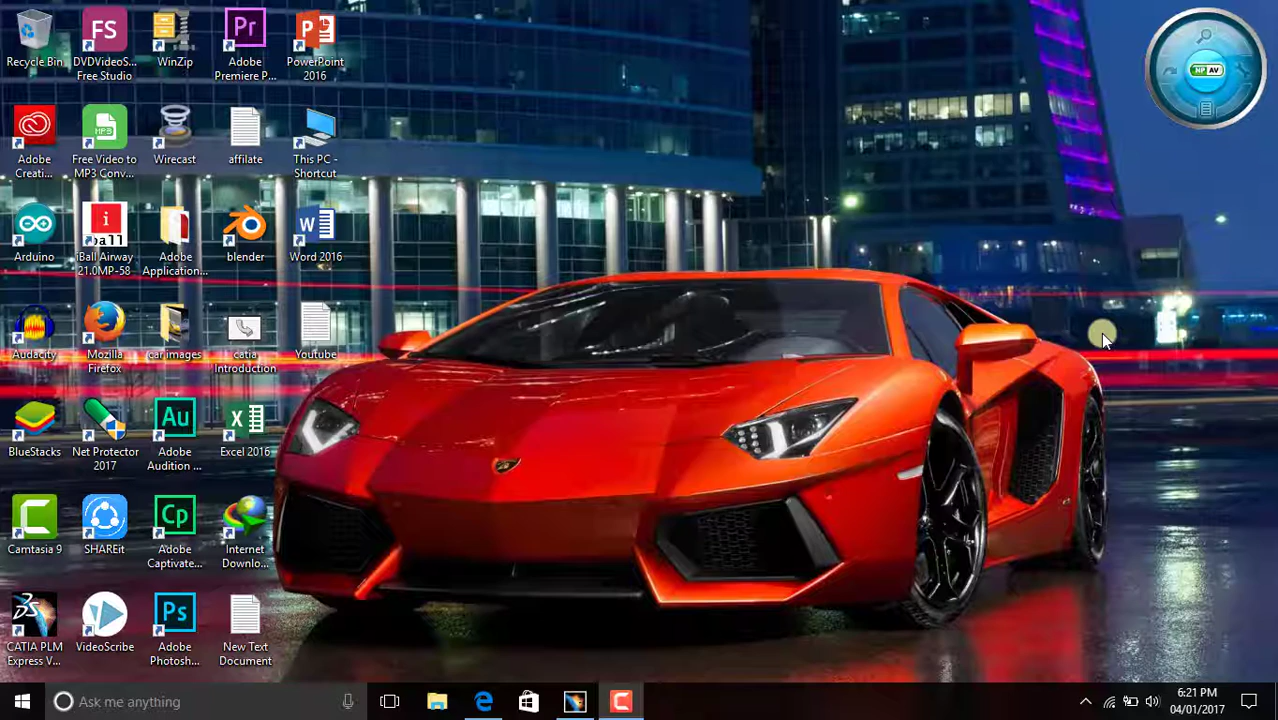 Recycle Bin
FS
DVDVideoS...
Free Studio
WinZip
Pr
Adobe
Premiere P...
P
PowerPoint
2016
NP AV
Adobe
Creati...
MP3
Free Video to
MP3 Conv...
Wirecast
affilate
This PC -
Shortcut
Arduino
i
ball
iBall Airway
21.0MP-58
Adobe
Application...
blender
W
Word 2016
Audacity
Mozilla
Firefox
car images
catia
Introduction
Youtube
BlueStacks
Net Protector
2017
Au
Adobe
Audition ...
X
Excel 2016
C
Camtasia 9
SHAREit
Cp
Adobe
Captivate...
Internet
Downlo...
CATIA PLM
Express V...
VideoScribe
Ps
Adobe
Photosh...
New Text
Document
Ask me anything
6:21 PM
04/01/2017